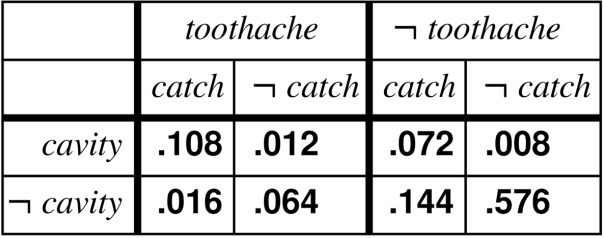 toothache ¬ toothache
catch ¬ catch catch ¬ catch
cavity .108 .012 .072 .008
¬ cavity .016 .064 .144 .576